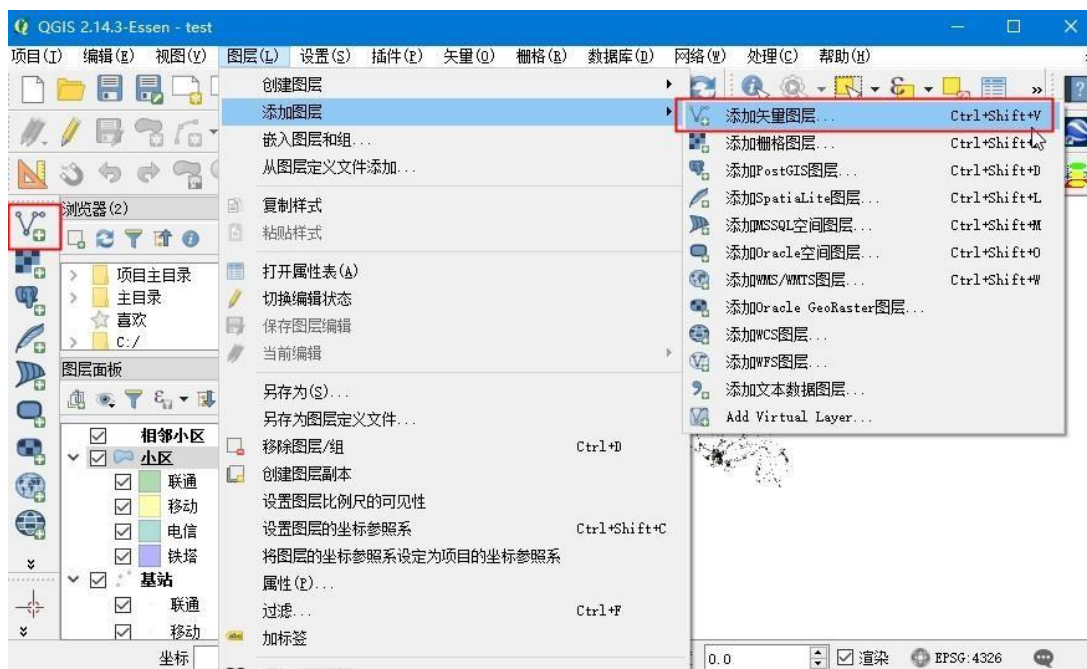 QGIS 2.14.3-Essen - test
项目(J) 编辑(E) 视图(V) 图层(L) 设置(S) 插件(P) 矢量(O) 栅格(R) 数据库(D) 网络(W) 处理(C) 帮助(H)
创建图层
添加图层
嵌入图层和组...
从图层定义文件添加...
复制样式
粘贴样式
打开属性表(A)
切换编辑状态
保存图层编辑
当前编辑
另存为(S)...
另存为图层定义文件...
移除图层/组 Ctrl+D
创建图层副本
设置图层比例尺的可见性
设置图层的坐标参照系 Ctrl+Shift+C
将图层的坐标参照系设定为项目的坐标参照系
属性(P)...
过滤... Ctrl+F
加标签
添加矢量图层... Ctrl+Shift+V
添加栅格图层... Ctrl+Shift+
添加PostGIS图层... Ctrl+Shift+D
添加SpatiaLite图层... Ctrl+Shift+L
添加MSSQL空间图层... Ctrl+Shift+M
添加Oracle空间图层... Ctrl+Shift+O
添加WMS/WMTS图层... Ctrl+Shift+W
添加Oracle GeoRaster图层...
添加WCS图层...
添加WFS图层...
添加文本数据图层...
Add Virtual Layer...
浏览器(2)
项目主目录
主目录
喜欢
C:/
图层面板
相邻小区
小区
联通
移动
电信
铁塔
基站
联通
移动
坐标
0.0 渲染 EPSG:4326